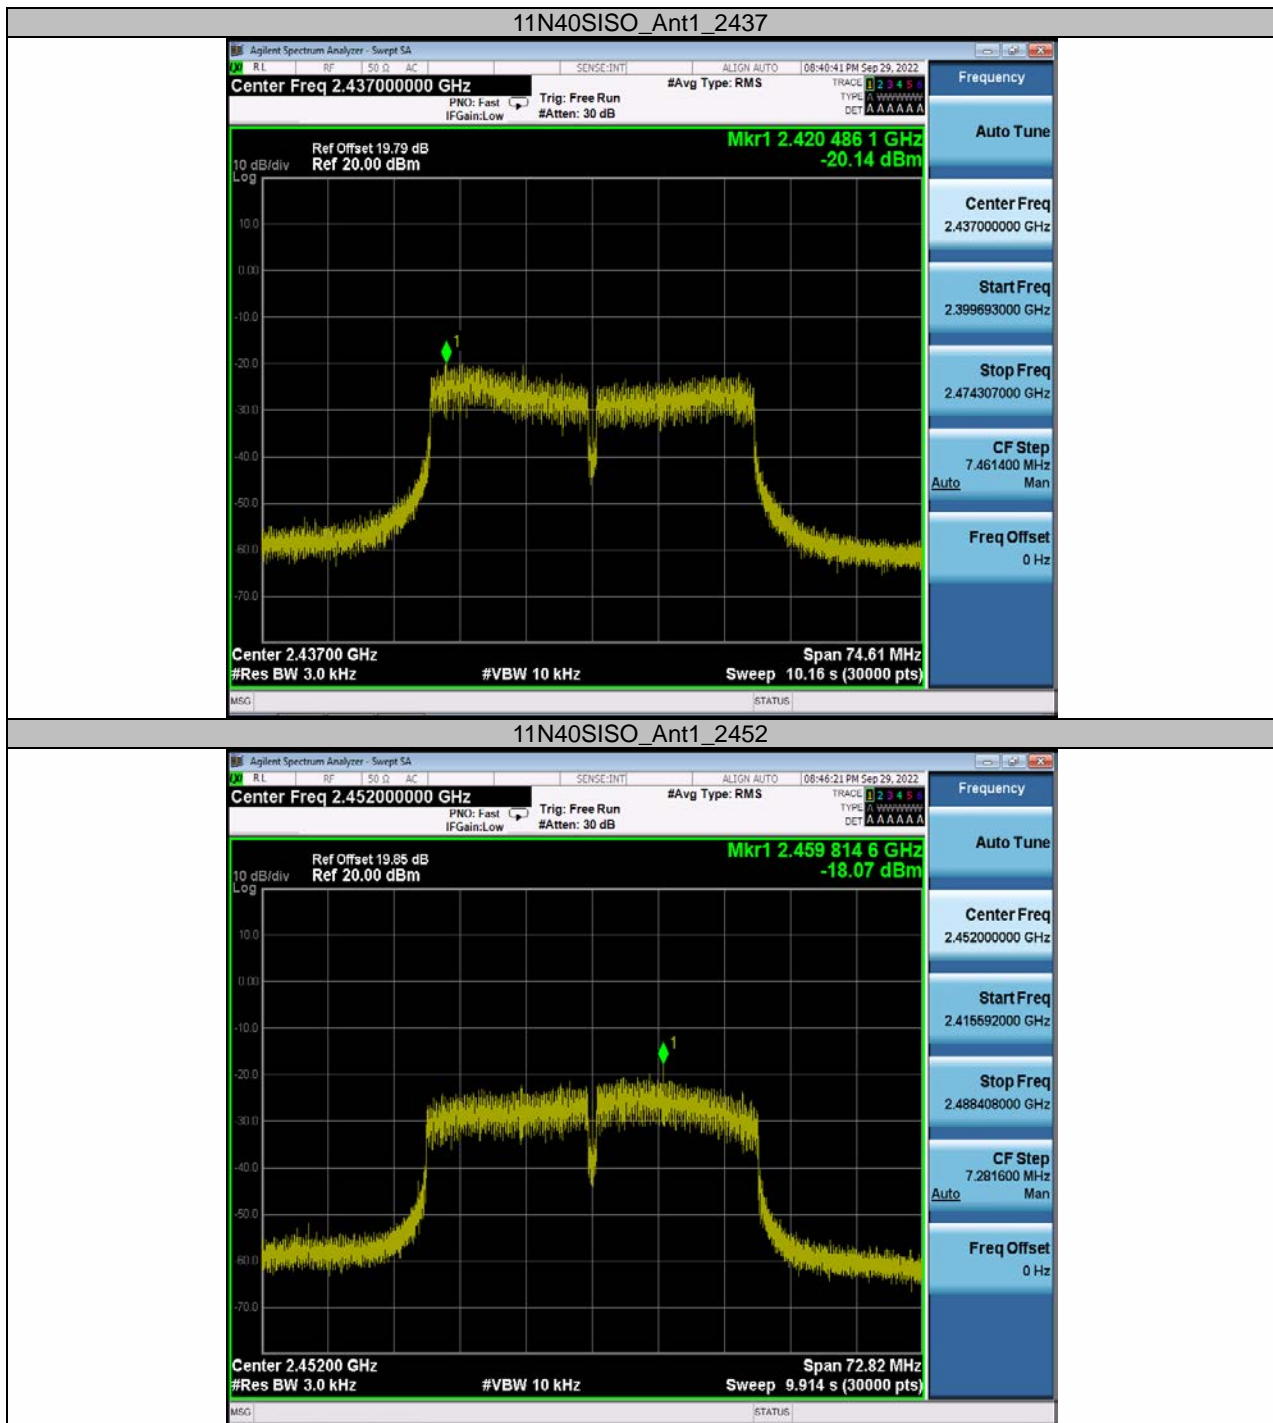 11N40SISO_Ant1_2437
Agilent Spectrum Analyzer - Swept SA
RL RF 50 Ω AC SENSE:INT ALIGN AUTO 08:40:41 PM Sep 29, 2022
Center Freq 2.437000000 GHz #Avg Type: RMS TRACE 1 2 3 4 5 6
PNO: Fast Trig: Free Run TYPE A WWWWW
IFGain:Low #Atten: 30 dB DET A A A A A A
Frequency
Auto Tune
Mkr1 2.420 486 1 GHz
-20.14 dBm
Ref Offset 19.79 dB
10 dB/div Ref 20.00 dBm
Log
10.0
0.00
-10.0
-20.0
-30.0
-40.0
-50.0
-60.0
-70.0
1
Center Freq
2.437000000 GHz
Start Freq
2.399693000 GHz
Stop Freq
2.474307000 GHz
CF Step
7.461400 MHz
Auto Man
Freq Offset
0 Hz
Center 2.43700 GHz Span 74.61 MHz
#Res BW 3.0 kHz #VBW 10 kHz Sweep 10.16 s (30000 pts)
MSG STATUS
11N40SISO_Ant1_2452
Agilent Spectrum Analyzer - Swept SA
RL RF 50 Ω AC SENSE:INT ALIGN AUTO 08:46:21 PM Sep 29, 2022
Center Freq 2.452000000 GHz #Avg Type: RMS TRACE 1 2 3 4 5 6
PNO: Fast Trig: Free Run TYPE A WWWWW
IFGain:Low #Atten: 30 dB DET A A A A A A
Frequency
Auto Tune
Mkr1 2.459 814 6 GHz
-18.07 dBm
Ref Offset 19.85 dB
10 dB/div Ref 20.00 dBm
Log
10.0
0.00
-10.0
-20.0
-30.0
-40.0
-50.0
-60.0
-70.0
1
Center Freq
2.452000000 GHz
Start Freq
2.415592000 GHz
Stop Freq
2.488408000 GHz
CF Step
7.281600 MHz
Auto Man
Freq Offset
0 Hz
Center 2.45200 GHz Span 72.82 MHz
#Res BW 3.0 kHz #VBW 10 kHz Sweep 9.914 s (30000 pts)
MSG STATUS